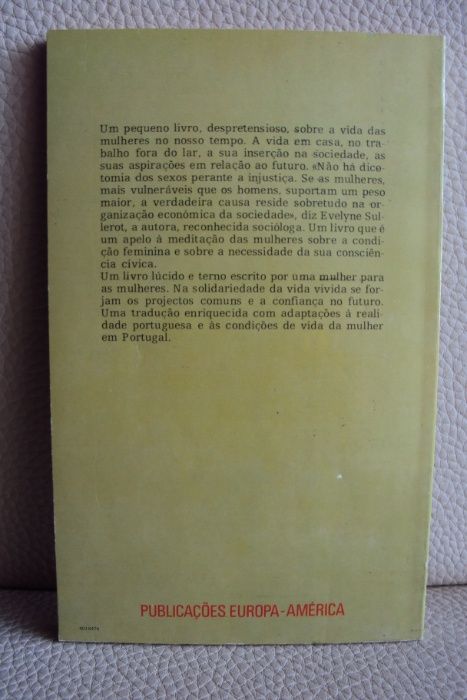 Um pequeno livro, despretensioso, sobre a vida das
mulheres no nosso tempo. A vida em casa, no tra-
balho fora do lar, a sua inserção na sociedade, as
suas aspirações em relação ao futuro. «Não há dico-
tomia dos sexos perante a injustiça. Se as mulheres,
mais vulneráveis que os homens, suportam um peso
maior, a verdadeira causa reside sobretudo na or-
ganização económica da sociedade», diz Evelyne Sul-
lerot, a autora, reconhecida socióloga. Um livro que é
um apelo à meditação das mulheres sobre a condi-
ção feminina e sobre a necessidade da sua consciên-
cia cívica.
Um livro lúcido e terno escrito por uma mulher para
as mulheres. Na solidariedade da vida vivida se for-
jam os projectos comuns e a confiança no futuro.
Uma tradução enriquecida com adaptações à reali-
dade portuguesa e às condições de vida da mulher
em Portugal.
PUBLICAÇÕES EUROPA-AMÉRICA